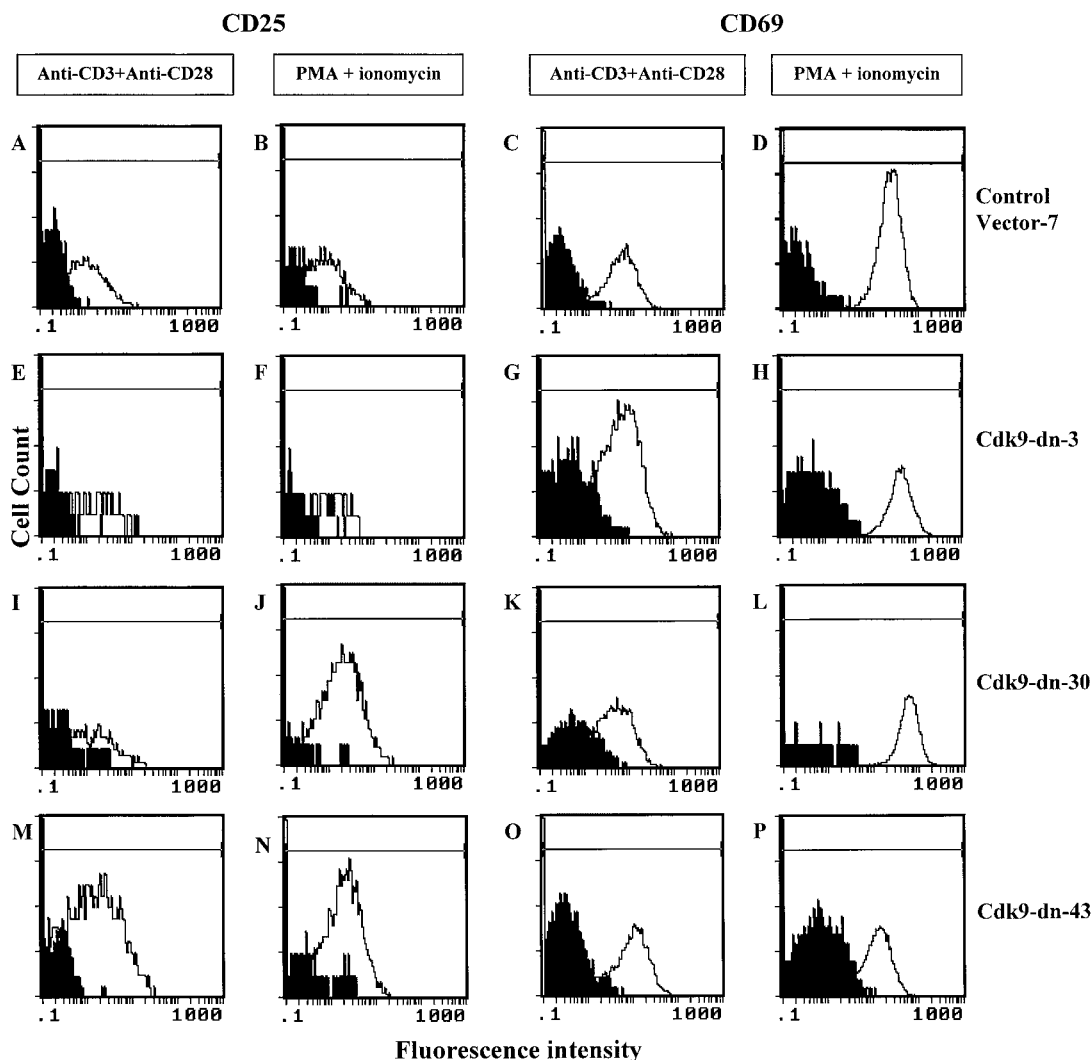 CD25 CD69
Anti-CD3+Anti-CD28 PMA + ionomycin Anti-CD3+Anti-CD28 PMA + ionomycin
A B C D
Control
Vector-7
.1 1000 .1 1000 .1 1000 .1 1000
E F G H
Cdk9-dn-3
Cell Count
.1 1000 .1 1000 .1 1000 .1 1000
I J K L
Cdk9-dn-30
.1 1000 .1 1000 .1 1000 .1 1000
M N O P
Cdk9-dn-43
.1 1000 .1 1000 .1 1000 .1 1000
Fluorescence intensity